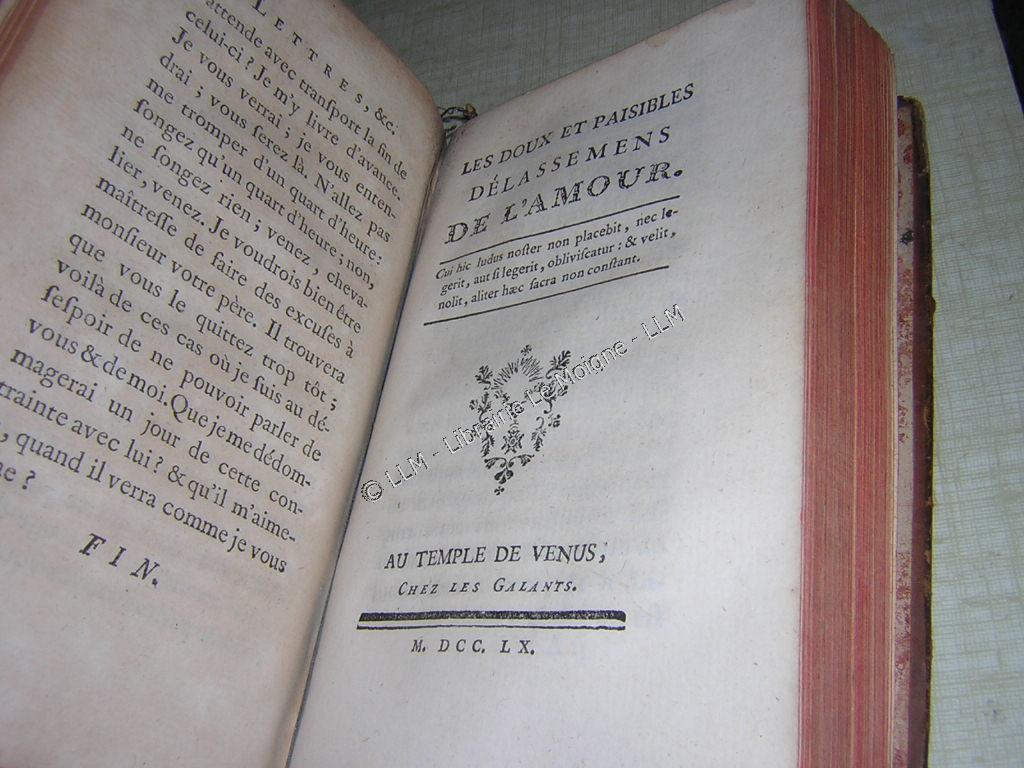 LETTRES, &c.
attende avec transport la fin de
celui-ci? Je m'y livre d'avance.
Je vous verrai; je vous enten-
drai; vous serez là. N'allez pas
me tromper d'un quart d'heure:
songez qu'un quart d'heure; non,
ne songez rien; venez, cheva-
lier, venez. Je voudrois bien être
maîtresse de faire des excuses à
monsieur votre père. Il trouvera
que vous le quittez trop tôt;
voilà de ces cas où je suis au dé-
sespoir de ne pouvoir parler de
vous & de moi. Que je me dédom-
magerai un jour de cette con-
trainte avec lui? & qu'il m'aime-
, quand il verra comme je vous
?
FIN.
LES DOUX ET PAISIBLES
DÉLASSEMENS
DE L'AMOUR.
Cui hic ludus noster non placebit, nec le-
gerit, aut si legerit, obliviscatur: & velit,
nolit, aliter hæc sacra non constant.
© LLM - Librairie Le Moigne - LLM
AU TEMPLE DE VENUS,
CHEZ LES GALANTS.
M. DCC. LX.